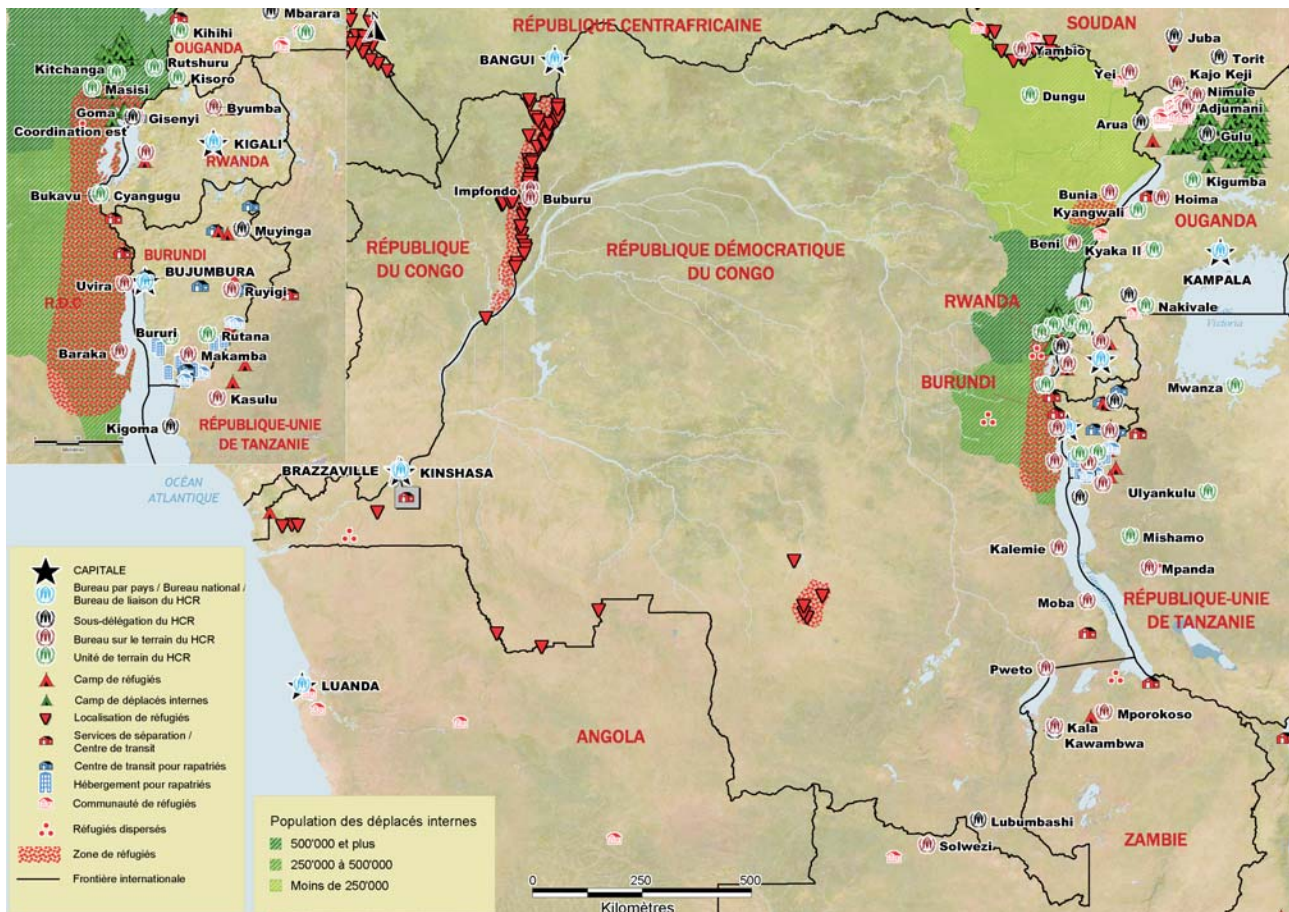 Mbarara
Kihihi
OUGANDA
Kitchanga
Rutshuru
Kisoro
Masisi
Goma
Byumba
Gisenyi
Coordination est
KIGALI
RWANDA
Bukavu
Cyangugu
Muyinga
BURUNDI
BUJUMBURA
Uvira
R.D.C
Ruyigi
Bururi
Rutana
Baraka
Makamba
Kasulu
Kigoma
RÉPUBLIQUE-UNIE
DE TANZANIE
N
RÉPUBLIQUE CENTRAFRICAINE
SOUDAN
BANGUI
Yambio
Juba
Torit
Yei
Kajo Keji
Nimule
Dungu
Adjumani
Arua
Gulu
Impfondo
Buburu
Bunia
Kigumba
Hoima
Kyangwali
OUGANDA
RÉPUBLIQUE
DU CONGO
RÉPUBLIQUE DÉMOCRATIQUE
DU CONGO
Beni
Kyaka II
KAMPALA
RWANDA
Nakivale
Victoria
BURUNDI
Mwanza
OCÉAN
ATLANTIQUE
BRAZZAVILLE
KINSHASA
Ulyankulu
Mishamo
Kalemie
Mpanda
Moba
RÉPUBLIQUE-UNIE
DE TANZANIE
Pweto
LUANDA
Mporokoso
Kala
Kawambwa
ANGOLA
Lubumbashi
Solwezi
ZAMBIE
CAPITALE
Bureau par pays / Bureau national /
Bureau de liaison du HCR
Sous-délégation du HCR
Bureau sur le terrain du HCR
Unité de terrain du HCR
Camp de réfugiés
Camp de déplacés internes
Localisation de réfugiés
Services de séparation /
Centre de transit
Centre de transit pour rapatriés
Hébergement pour rapatriés
Communauté de réfugiés
Réfugiés dispersés
Zone de réfugiés
Frontière internationale
Population des déplacés internes
500'000 et plus
250'000 à 500'000
Moins de 250'000
0 250 500
Kilomètres